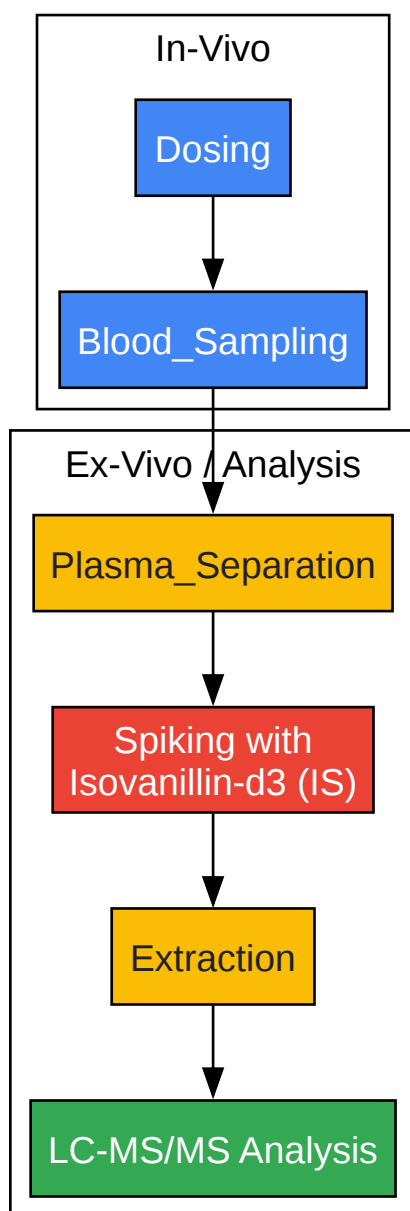 In-Vivo
Dosing
Blood_Sampling
Ex-Vivo / Analysis
Plasma_Separation
Spiking with
Isovanillin-d3 (IS)
Extraction
LC-MS/MS Analysis